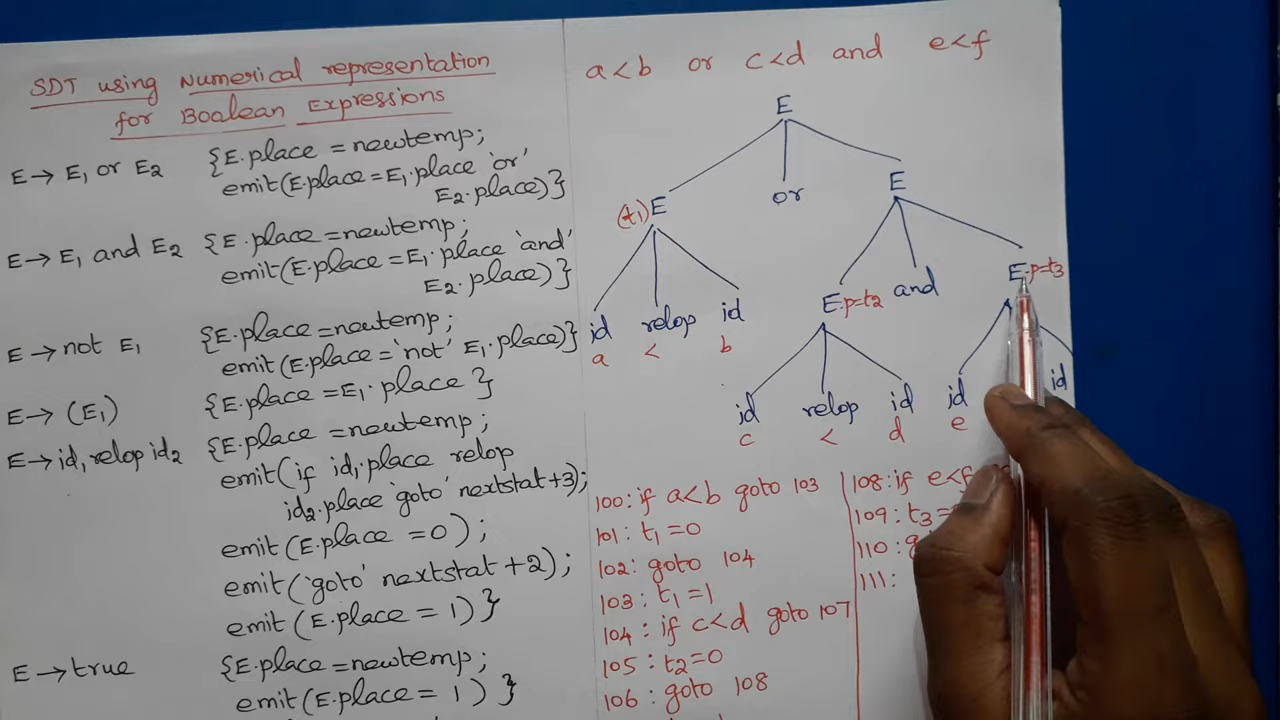 SDT using Numerical representation
for Boolean Expressions
E → E₁ or E₂ {E.place = newtemp;
emit(E.place = E₁.place 'or'
E₂.place)}
E → E₁ and E₂ {E.place = newtemp;
emit(E.place = E₁.place 'and'
E₂.place)}
E → not E₁ {E.place = newtemp;
emit(E.place = 'not' E₁.place)}
E → (E₁) {E.place = E₁.place}
E → id₁ relop id₂ {E.place = newtemp;
emit(if id₁.place relop
id₂.place 'goto' nextstat+3);
emit(E.place = 0);
emit('goto' nextstat + 2);
emit(E.place = 1)}
E → true {E.place = newtemp;
emit(E.place = 1)}
a<b or c<d and e<f
E
(t₁)E or E
E.p=t₂ and E.p=t₃
id relop id
a < b
id relop id id id
c < d e
100: if a<b goto 103
101: t₁=0
102: goto 104
103: t₁=1
104: if c<d goto 107
105: t₂=0
106: goto 108
108: if e<f
109: t₃=
110:
111: